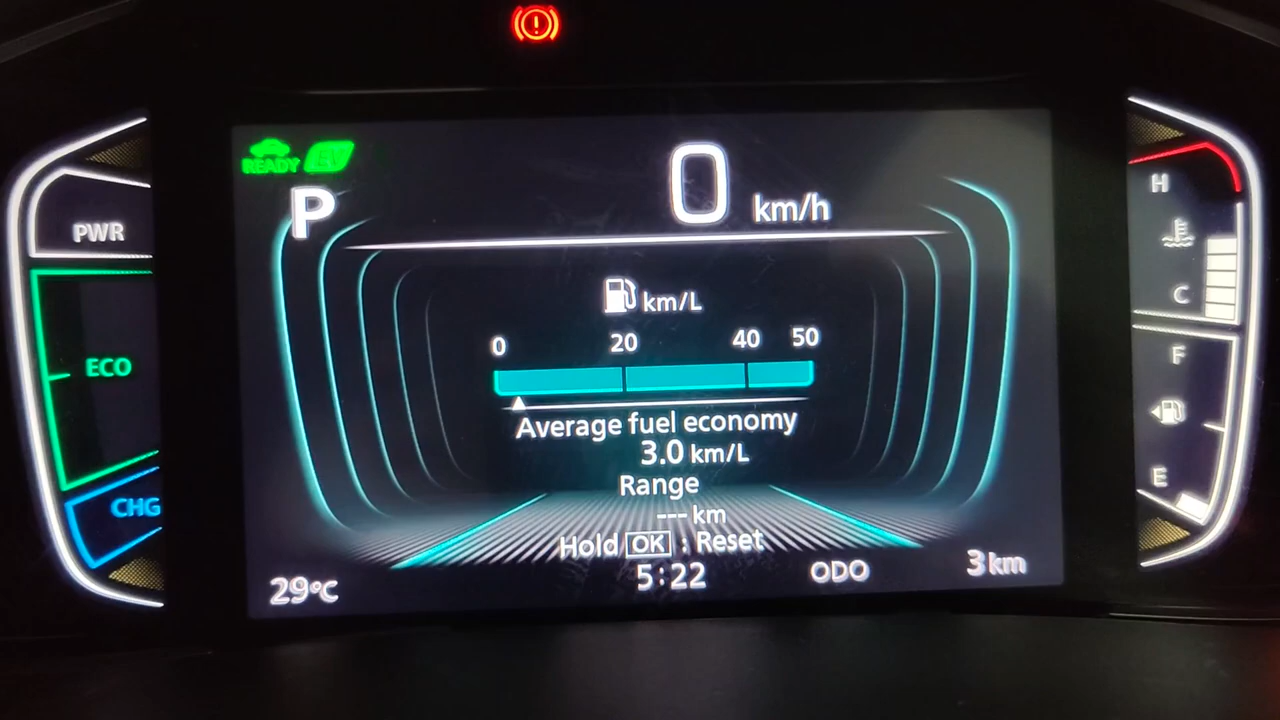 READY EV
P
0 km/h
PWR
ECO
CHG
km/L
0 20 40 50
Average fuel economy
3.0 km/L
Range
--- km
Hold OK : Reset
29°C
5:22
ODO
3 km
H
C
F
E